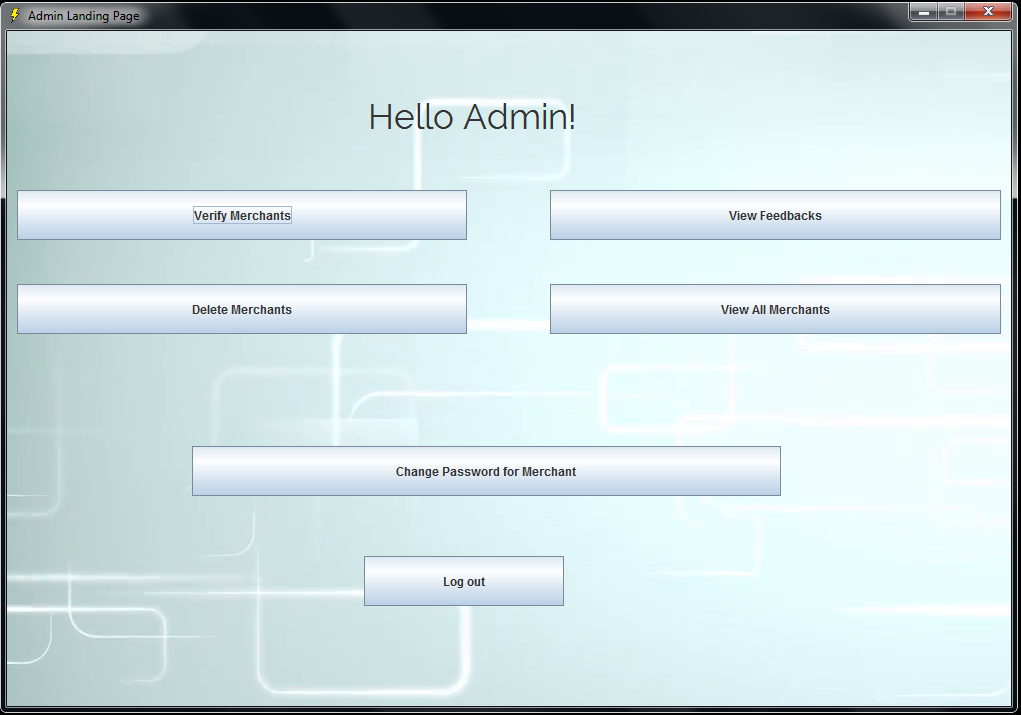 Admin Landing Page
Hello Admin!
Verify Merchants
View Feedbacks
Delete Merchants
View All Merchants
Change Password for Merchant
Log out